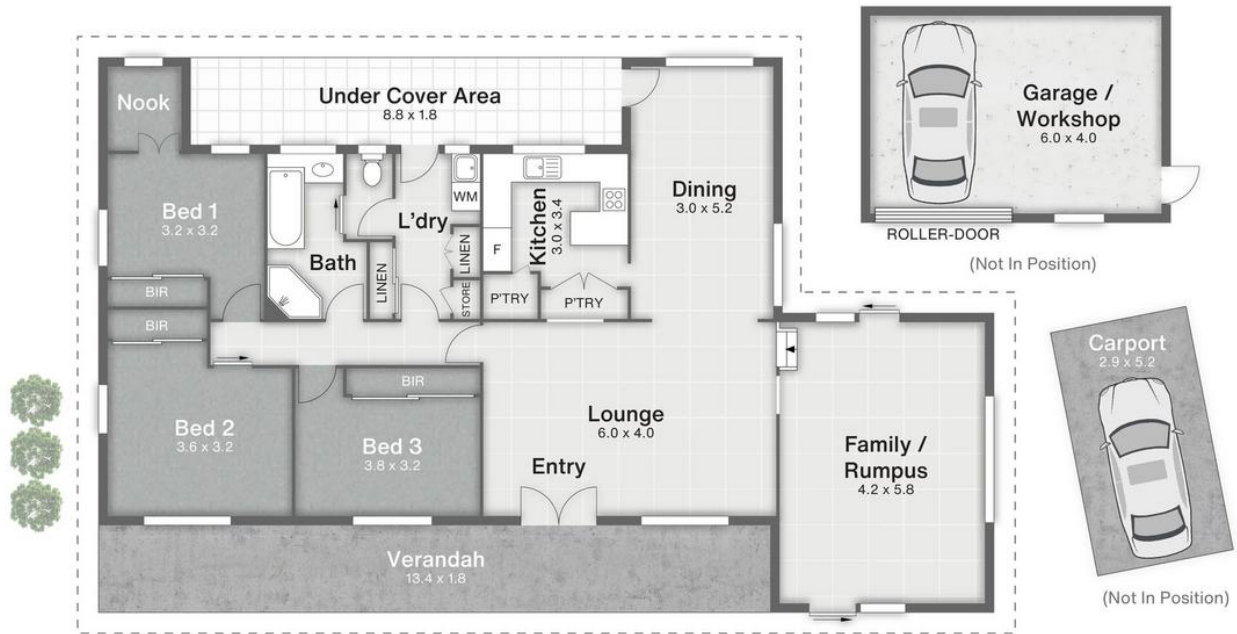 Nook
Under Cover Area
8.8 x 1.8
Garage /
Workshop
6.0 x 4.0
ROLLER-DOOR
(Not In Position)
Bed 1
3.2 x 3.2
BIR
BIR
Bath
LINEN
L'dry
WM
LINEN
STORE
Kitchen
3.0 x 3.4
F
P'TRY
P'TRY
Dining
3.0 x 5.2
Bed 2
3.6 x 3.2
BIR
Bed 3
3.8 x 3.2
Lounge
6.0 x 4.0
Entry
Family /
Rumpus
4.2 x 5.8
Carport
2.9 x 5.2
(Not In Position)
Verandah
13.4 x 1.8